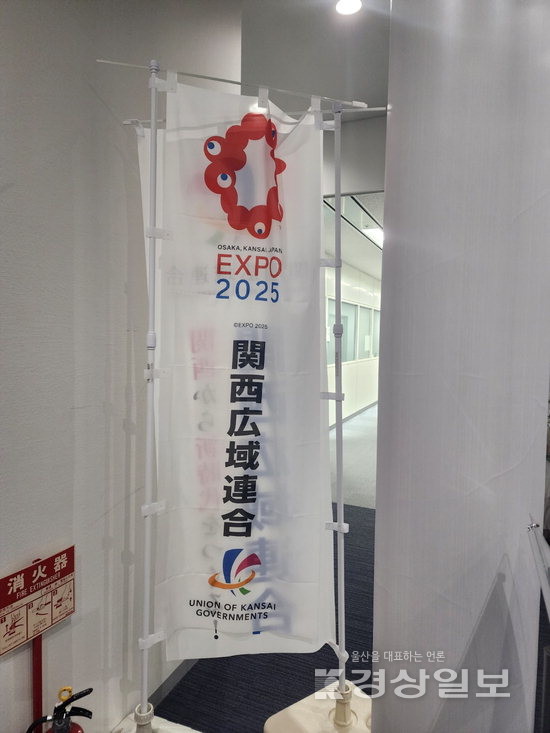 OSAKA, KANSAI, JAPAN
EXPO
2025
©EXPO 2025
関西広域連合
UNION OF KANSAI
GOVERNMENTS
消火器
FIRE EXTINGUISHER
울산을 대표하는 언론
경상일보